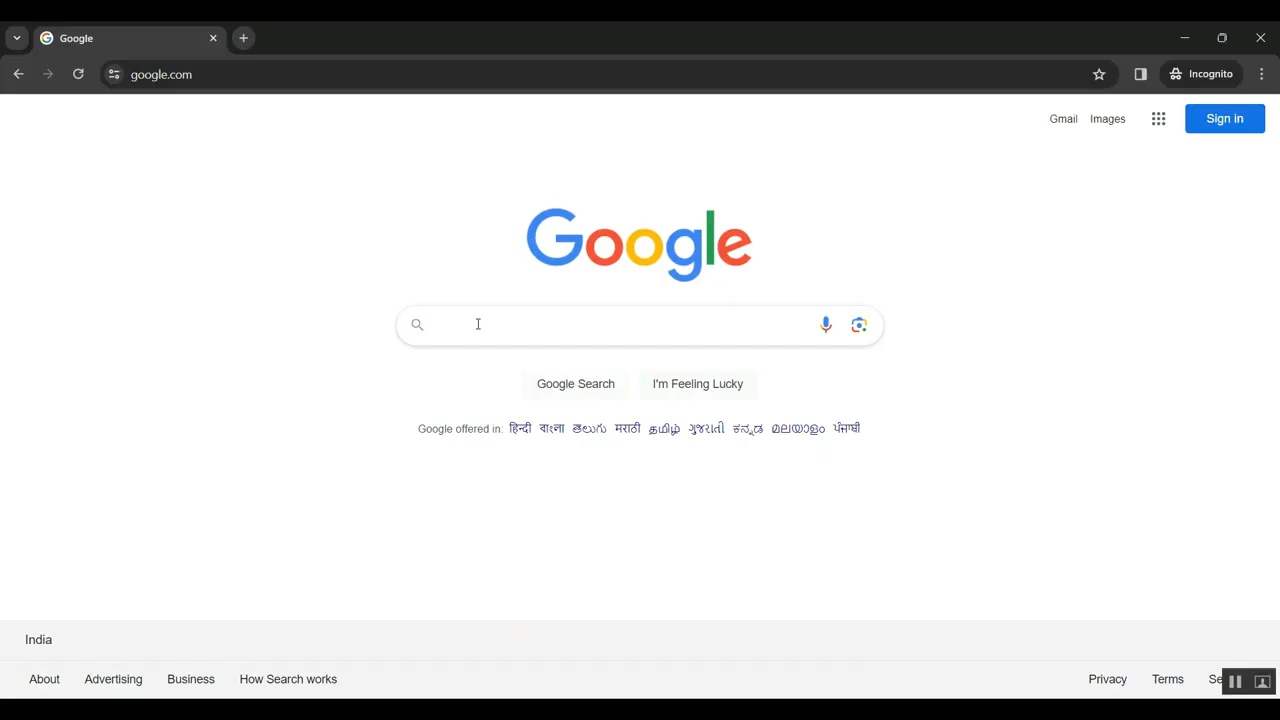 Google
google.com
Incognito
Gmail Images Sign in
Google
Google Search I'm Feeling Lucky
Google offered in: हिन्दी বাংলা తెలుగు मराठी தமிழ் ગુજરાતી ಕನ್ನಡ മലയാളം ਪੰਜਾਬੀ
India
About Advertising Business How Search works Privacy Terms